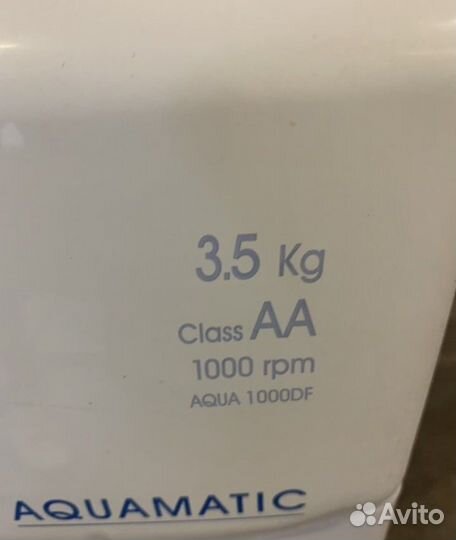 3.5 Kg
Class AA
1000 rpm
AQUA 1000DF
AQUAMATIC
Avito